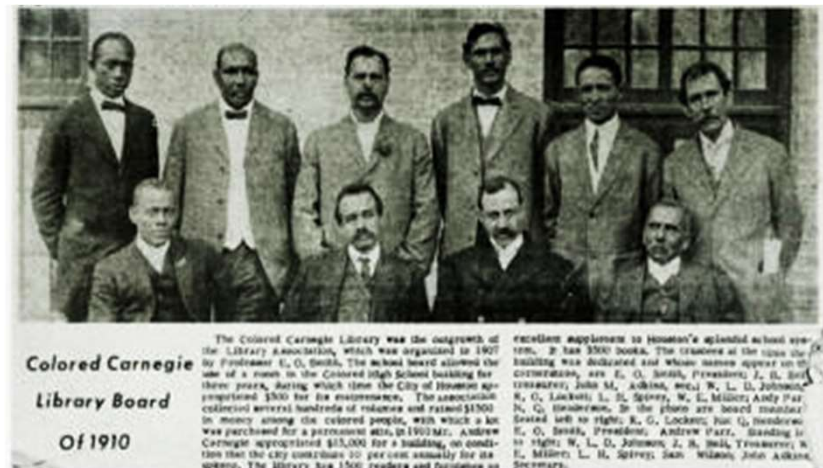 Colored Carnegie
Library Board
Of 1910
The Colored Carnegie Library was the outgrowth of
the Library Association, which was organized in 1907
by Professor E. O. Smith. The school board allowed the
use of a room in the Colored High School building for
three years, during which time the City of Houston ap-
propriated $500 for its maintenance. The association
collected several hundreds of volumes and raised $1500
in money among the colored people, with which a lot
was purchased for a permanent site, in 1910 Mr. Andrew
Carnegie appropriated $15,000 for a building, on condi-
tion that the city contribute 10 per cent annually for its
The library has 1500 readers and furnishes an
excellent supplement to Houston's splendid school sys-
tem. It has 5500 books. The trustees at the time the
building was dedicated and whose names appear on the
cornerstone, are E. O. Smith, President; J. B. Bell,
treasurer; John M. Adkins, sec.; W. L. D. Johnson,
R. G. Lockett; L. H. Spivey, W. E. Miller; Andy Parr
N. Q. Henderson. In the photo are board member
Seated left to right; R. G. Lockett; Nat Q. Henderso
E. O. Smith, President, Andrew Parr. Standing le
to right; W. L. D. Johnson, J. B. Bell, Treasurer; W
E. Miller; L. H. Spivey; Sam Wilson, John Adkins
Secretary.